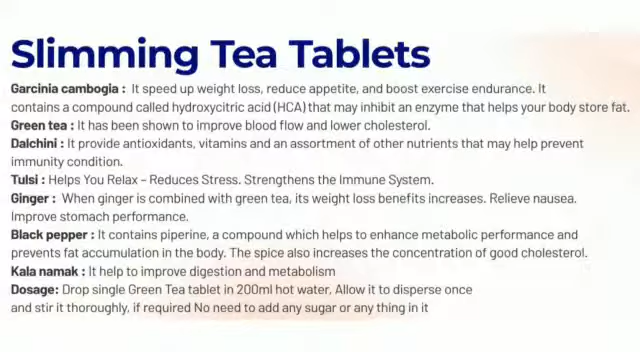 Slimming Tea Tablets
Garcinia cambogia : It speed up weight loss, reduce appetite, and boost exercise endurance. It
contains a compound called hydroxycitric acid (HCA) that may inhibit an enzyme that helps your body store fat.
Green tea : It has been shown to improve blood flow and lower cholesterol.
Dalchini : It provide antioxidants, vitamins and an assortment of other nutrients that may help prevent
immunity condition.
Tulsi : Helps You Relax – Reduces Stress. Strengthens the Immune System.
Ginger : When ginger is combined with green tea, its weight loss benefits increases. Relieve nausea.
Improve stomach performance.
Black pepper : It contains piperine, a compound which helps to enhance metabolic performance and
prevents fat accumulation in the body. The spice also increases the concentration of good cholesterol.
Kala namak : It help to improve digestion and metabolism
Dosage: Drop single Green Tea tablet in 200ml hot water, Allow it to disperse once
and stir it thoroughly, if required No need to add any sugar or any thing in it